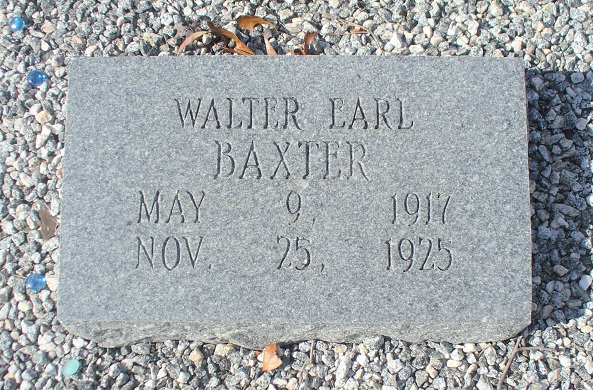 WALTER EARL
BAXTER
MAY 9, 1917
NOV. 25, 1925